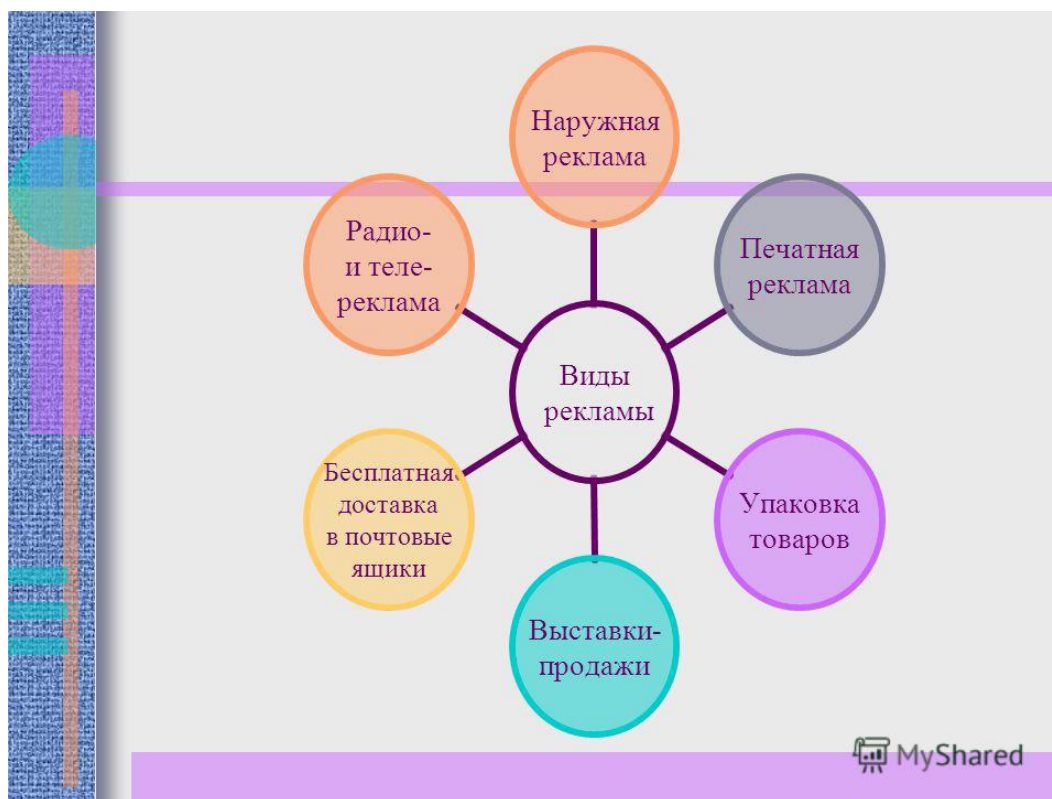 Наружная
реклама
Печатная
реклама
Упаковка
товаров
Выставки-
продажи
Бесплатная
доставка
в почтовые
ящики
Радио-
и теле-
реклама
Виды
рекламы
MyShared